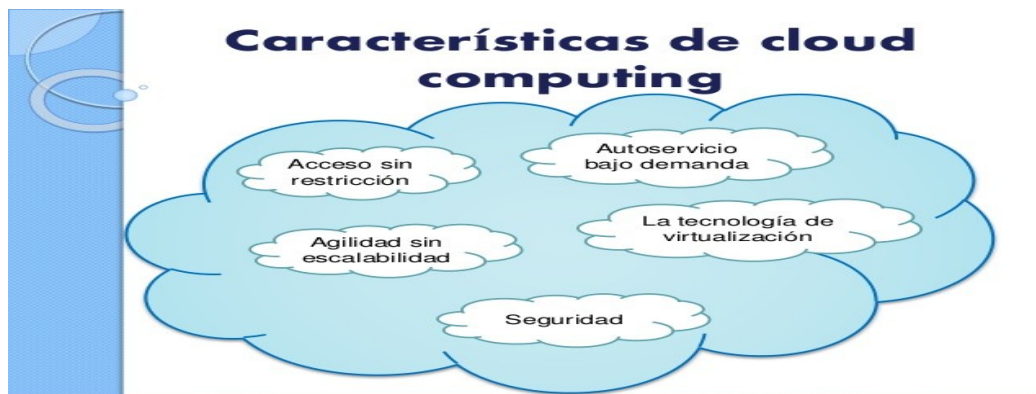 Características de cloud
computing
Acceso sin
restricción
Autoservicio
bajo demanda
Agilidad sin
escalabilidad
La tecnología de
virtualización
Seguridad